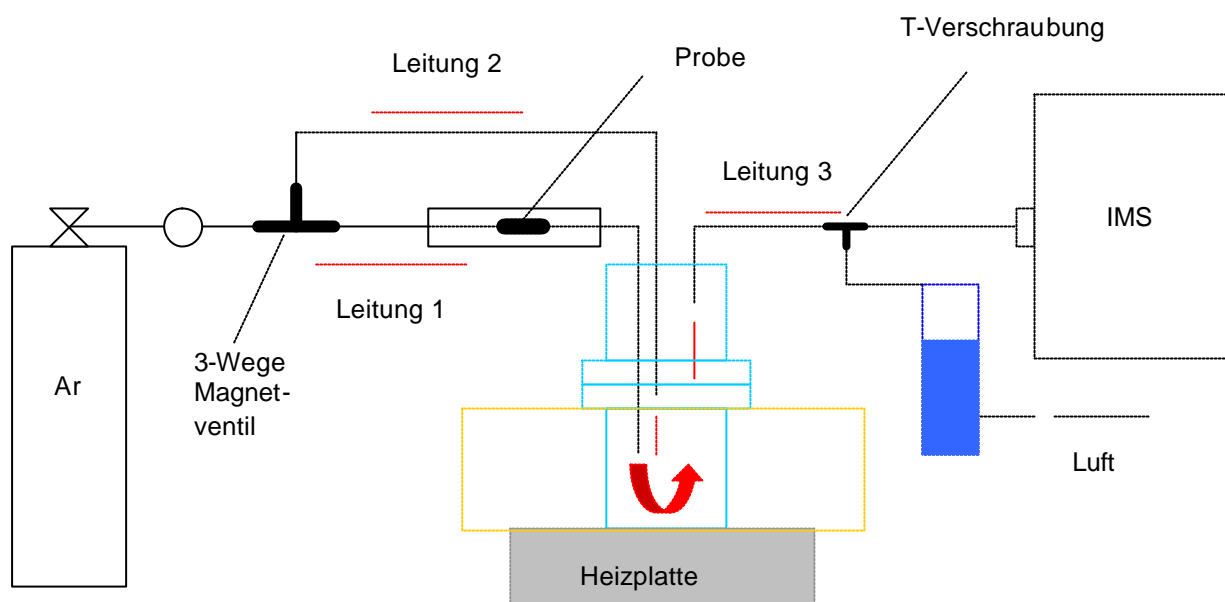 T-Verschraubung
Leitung 2
Probe
Leitung 3
IMS
Leitung 1
3-Wege
Magnet-
ventil
Ar
Luft
Heizplatte